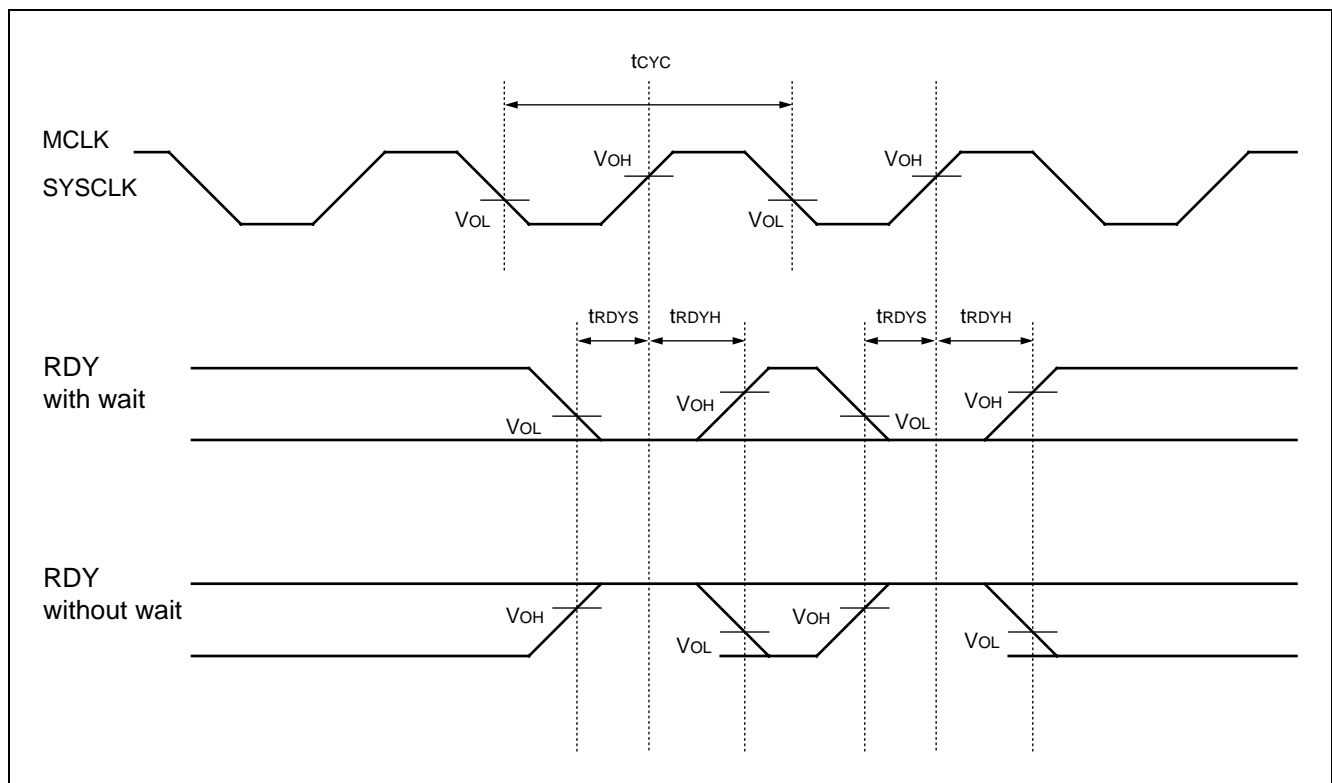 tCYC
MCLK
SYSCLK
VOH
VOH
VOL
VOL
tRDYS
tRDYH
tRDYS
tRDYH
RDY
with wait
VOH
VOH
VOL
VOL
RDY
without wait
VOH
VOH
VOL
VOL